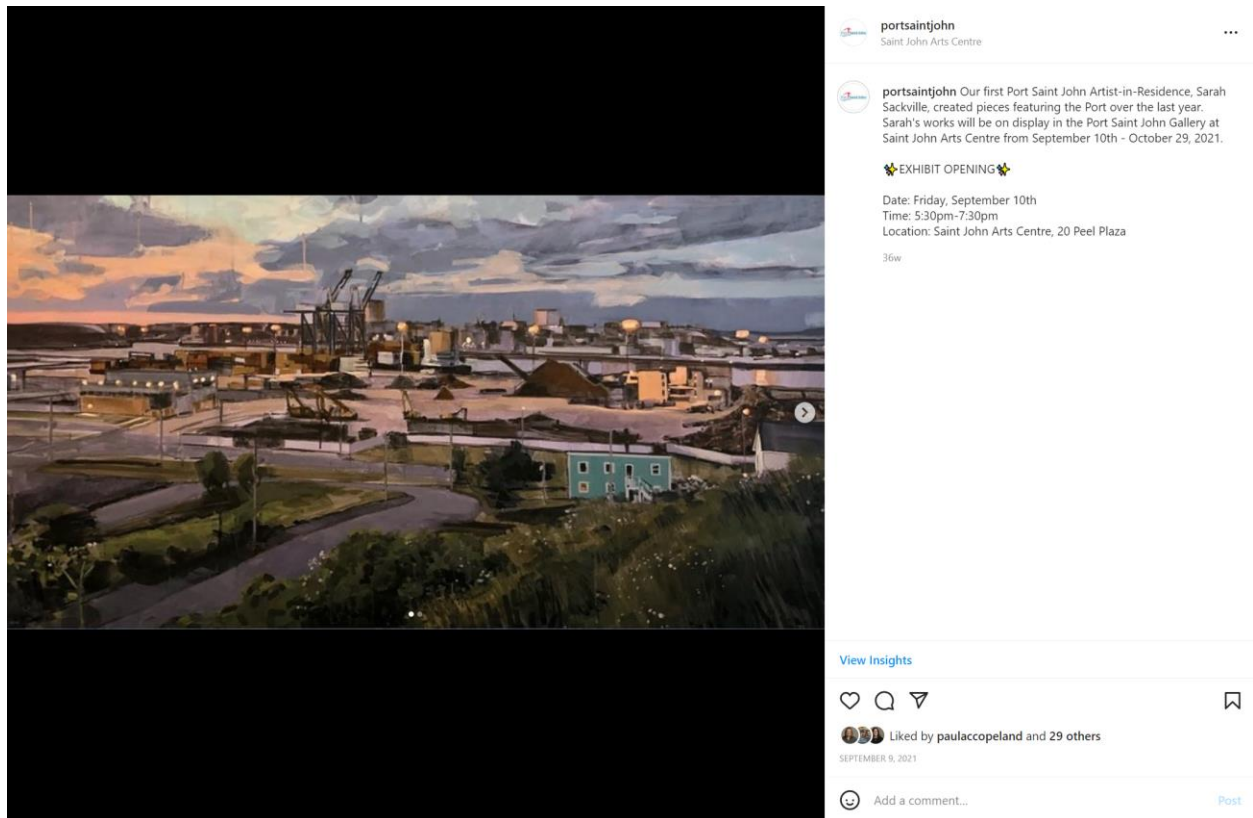 portsaintjohn
Saint John Arts Centre
portsaintjohn Our first Port Saint John Artist-in-Residence, Sarah
Sackville, created pieces featuring the Port over the last year.
Sarah's works will be on display in the Port Saint John Gallery at
Saint John Arts Centre from September 10th - October 29, 2021.
✨EXHIBIT OPENING✨
Date: Friday, September 10th
Time: 5:30pm-7:30pm
Location: Saint John Arts Centre, 20 Peel Plaza
36w
View Insights
Liked by paulaccopeland and 29 others
SEPTEMBER 9, 2021
Add a comment...
Post